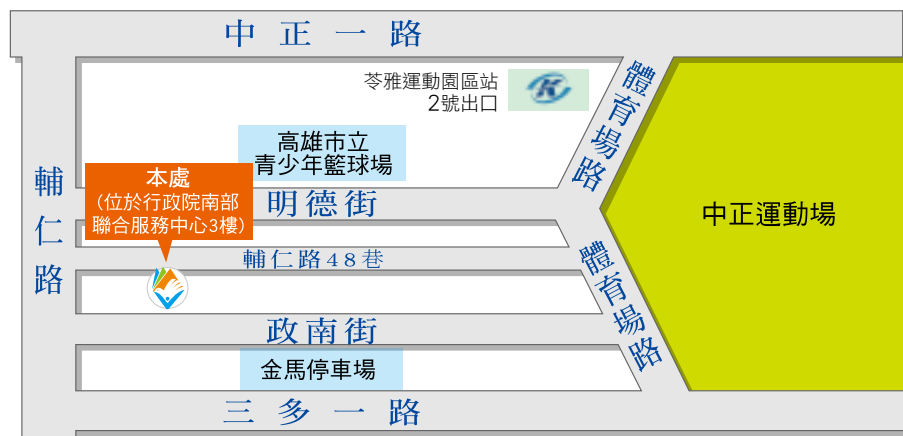 中正一路
苓雅運動園區站
2號出口
K
體育場路
高雄市立
青少年籃球場
輔仁路
本處
(位於行政院南部
聯合服務中心3樓)
明德街
中正運動場
輔仁路48巷
體育場路
政南街
金馬停車場
三多一路